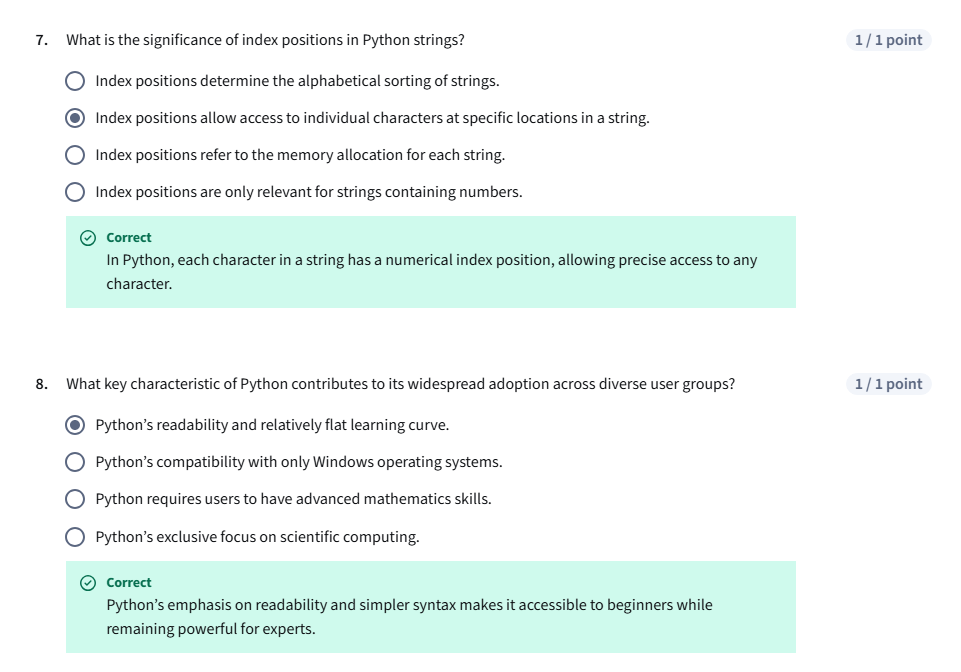 7. What is the significance of index positions in Python strings? 1 / 1 point
Index positions determine the alphabetical sorting of strings.
Index positions allow access to individual characters at specific locations in a string.
Index positions refer to the memory allocation for each string.
Index positions are only relevant for strings containing numbers.
Correct
In Python, each character in a string has a numerical index position, allowing precise access to any
character.
8. What key characteristic of Python contributes to its widespread adoption across diverse user groups? 1 / 1 point
Python’s readability and relatively flat learning curve.
Python’s compatibility with only Windows operating systems.
Python requires users to have advanced mathematics skills.
Python’s exclusive focus on scientific computing.
Correct
Python’s emphasis on readability and simpler syntax makes it accessible to beginners while
remaining powerful for experts.